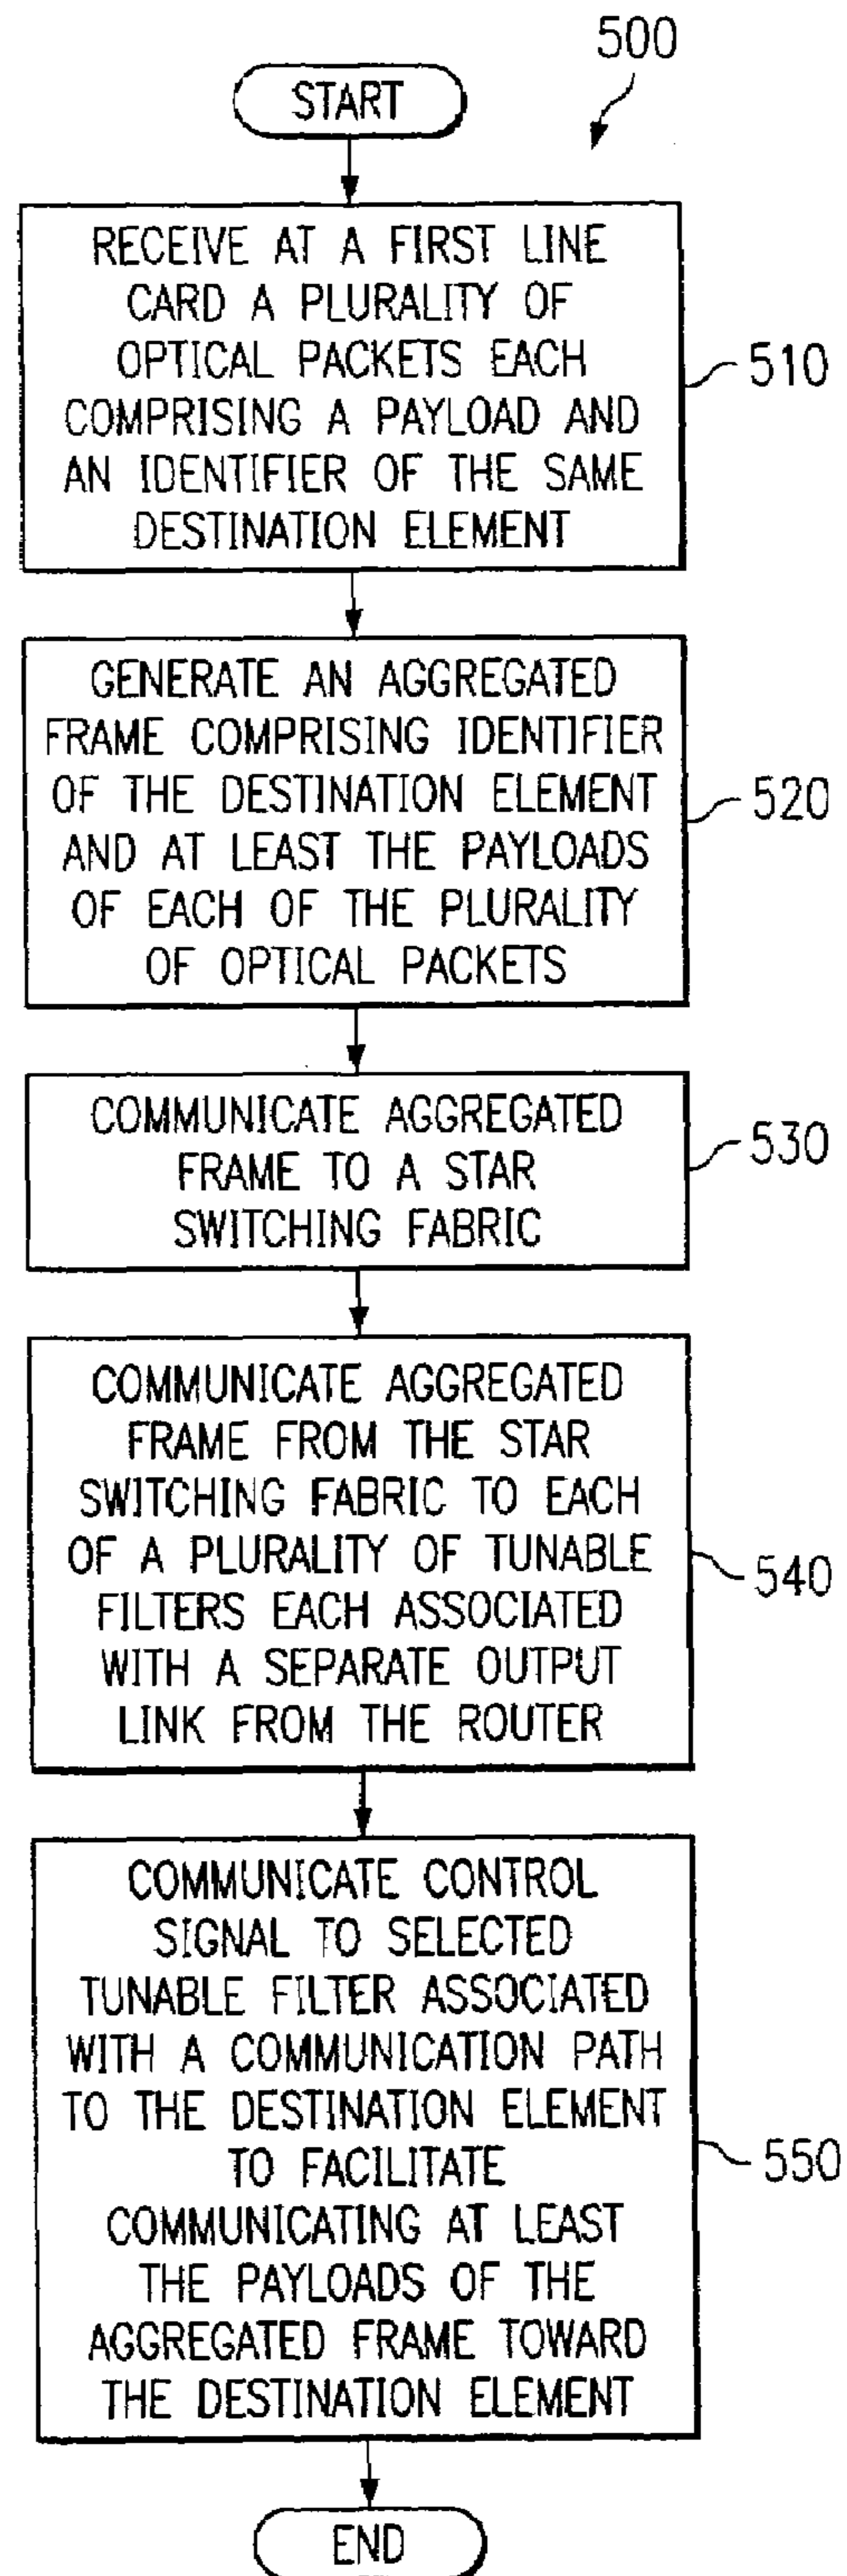 500
START
RECEIVE AT A FIRST LINE
CARD A PLURALITY OF
OPTICAL PACKETS EACH
COMPRISING A PAYLOAD AND
AN IDENTIFIER OF THE SAME
DESTINATION ELEMENT
510
GENERATE AN AGGREGATED
FRAME COMPRISING IDENTIFIER
OF THE DESTINATION ELEMENT
AND AT LEAST THE PAYLOADS
OF EACH OF THE PLURALITY
OF OPTICAL PACKETS
520
COMMUNICATE AGGREGATED
FRAME TO A STAR
SWITCHING FABRIC
530
COMMUNICATE AGGREGATED
FRAME FROM THE STAR
SWITCHING FABRIC TO EACH
OF A PLURALITY OF TUNABLE
FILTERS EACH ASSOCIATED
WITH A SEPARATE OUTPUT
LINK FROM THE ROUTER
540
COMMUNICATE CONTROL
SIGNAL TO SELECTED
TUNABLE FILTER ASSOCIATED
WITH A COMMUNICATION PATH
TO THE DESTINATION ELEMENT
TO FACILITATE
COMMUNICATING AT LEAST
THE PAYLOADS OF THE
AGGREGATED FRAME TOWARD
THE DESTINATION ELEMENT
550
END